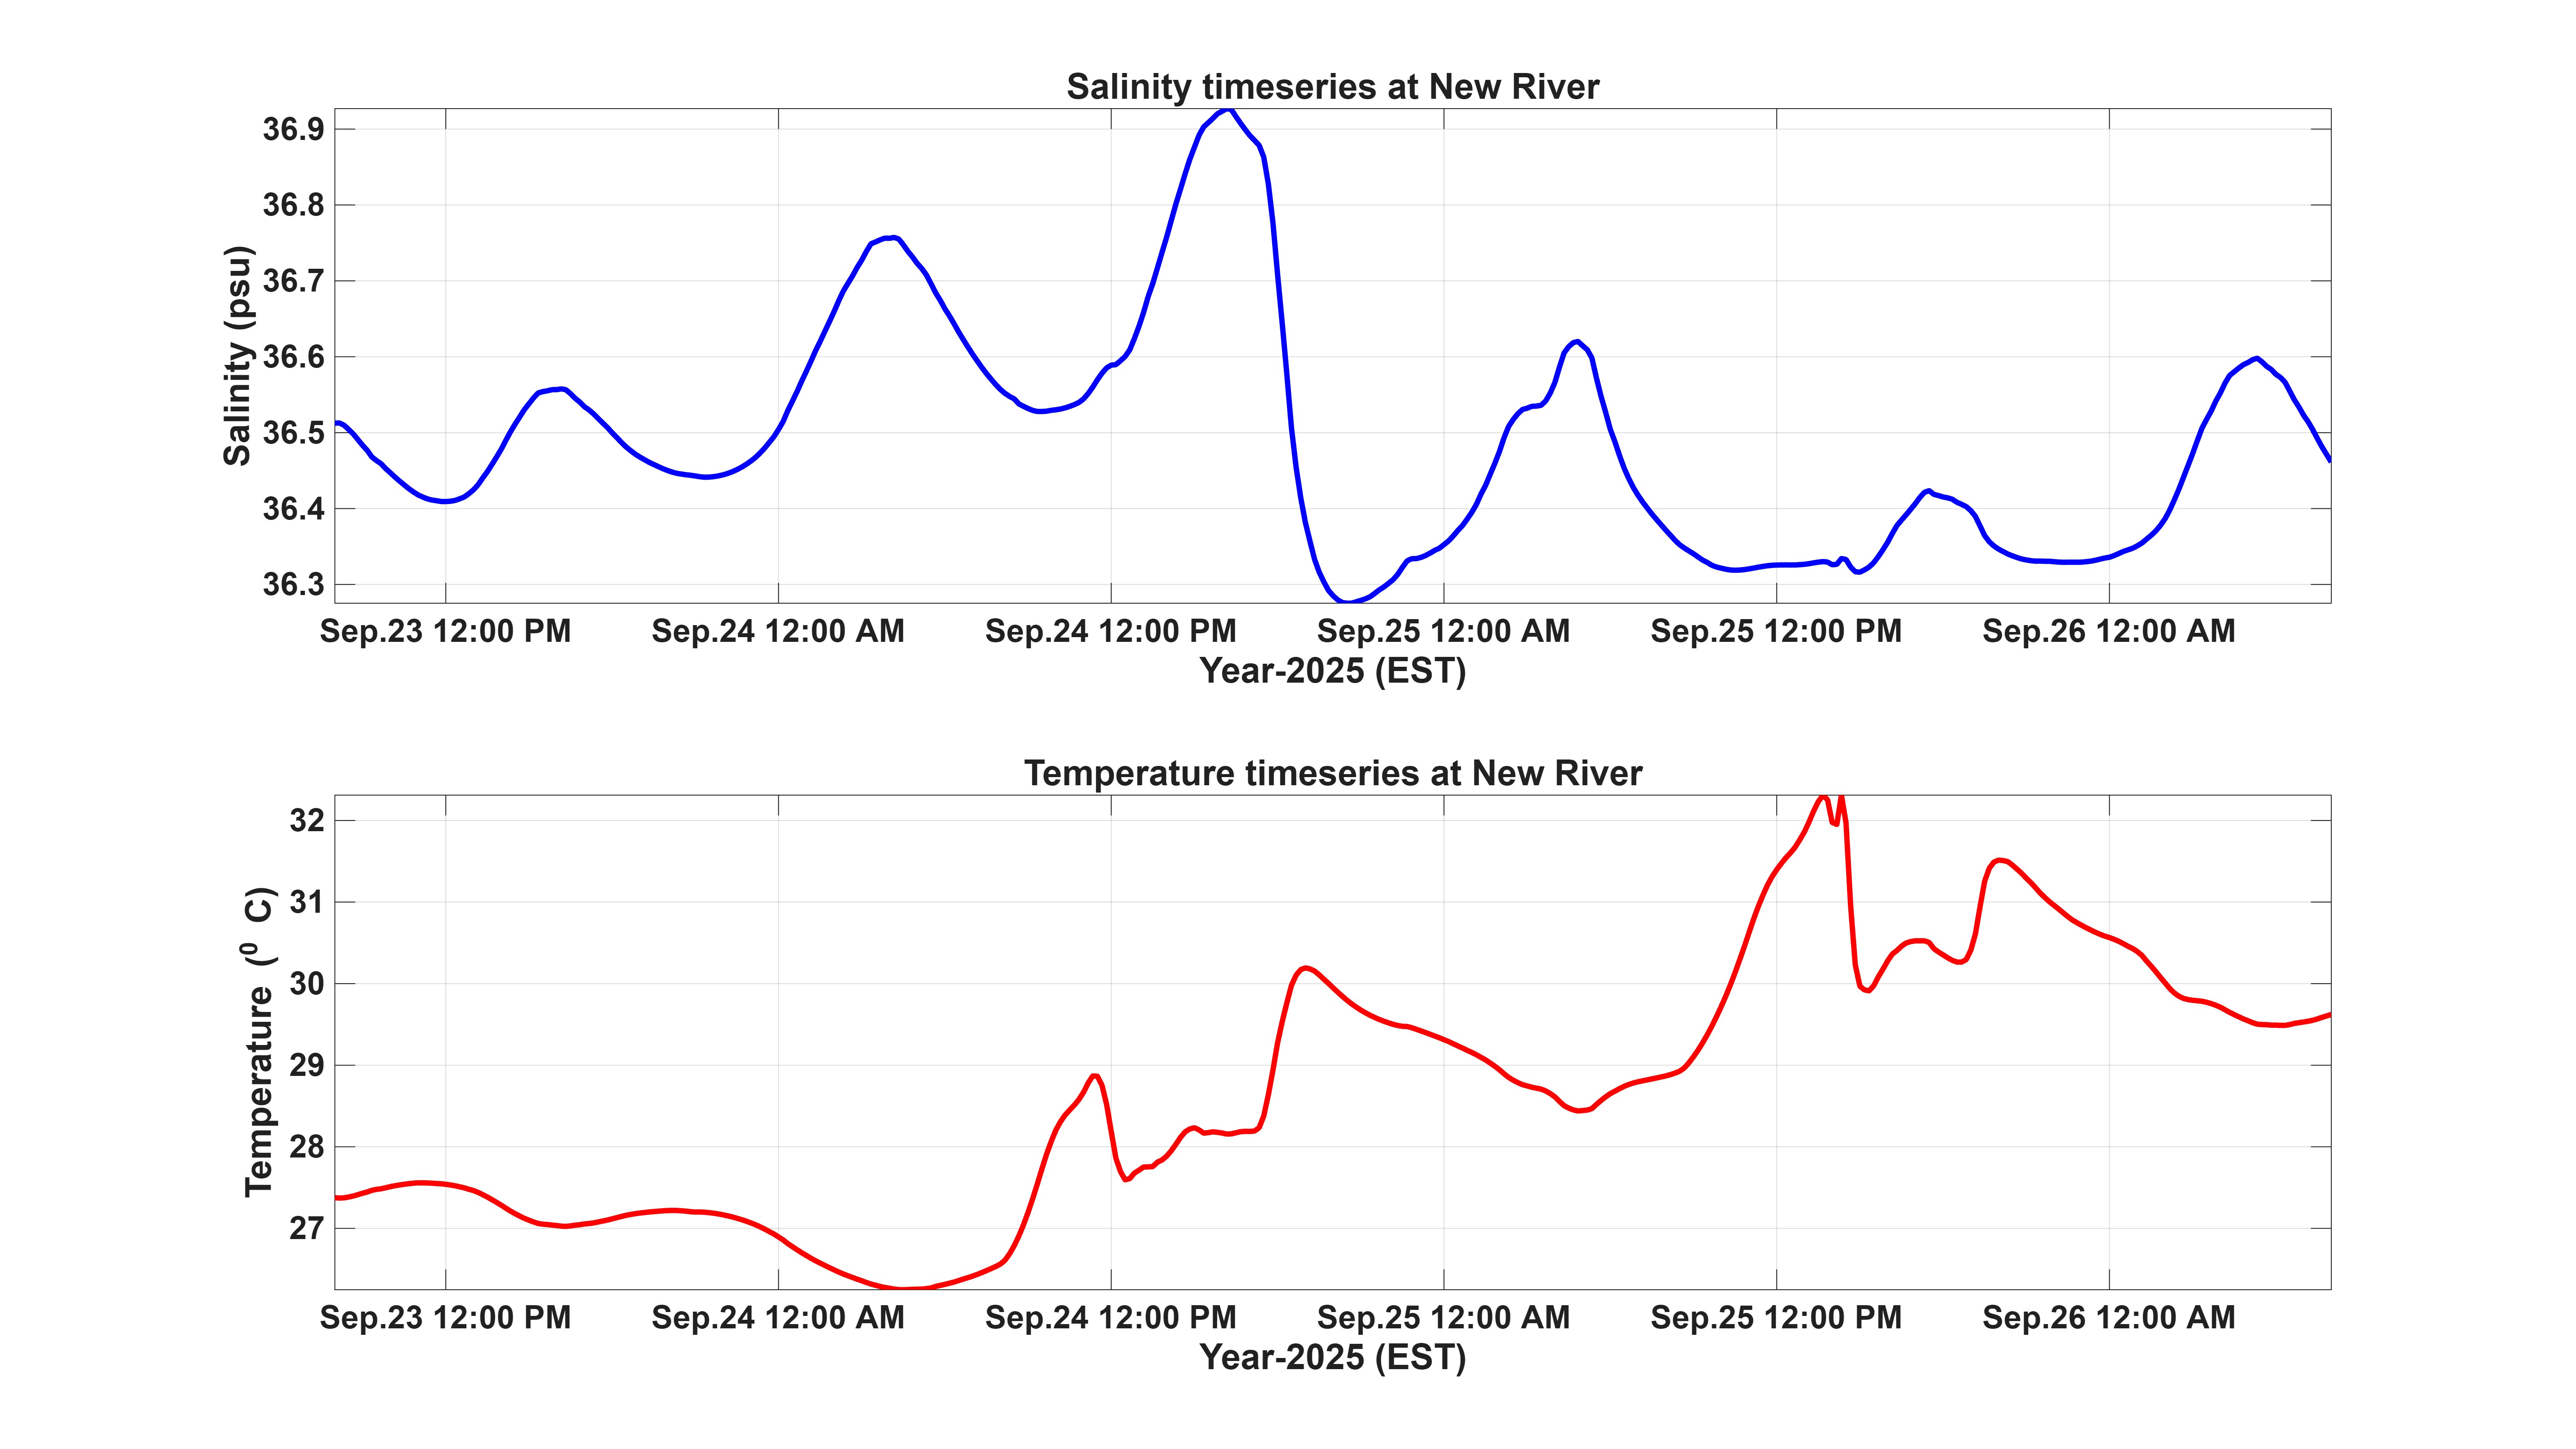 Salinity timeseries at New River
Salinity (psu)
36.9
36.8
36.7
36.6
36.5
36.4
36.3
Sep.23 12:00 PM Sep.24 12:00 AM Sep.24 12:00 PM Sep.25 12:00 AM Sep.25 12:00 PM Sep.26 12:00 AM
Year-2025 (EST)
Temperature timeseries at New River
Temperature (⁰ C)
32
31
30
29
28
27
Sep.23 12:00 PM Sep.24 12:00 AM Sep.24 12:00 PM Sep.25 12:00 AM Sep.25 12:00 PM Sep.26 12:00 AM
Year-2025 (EST)